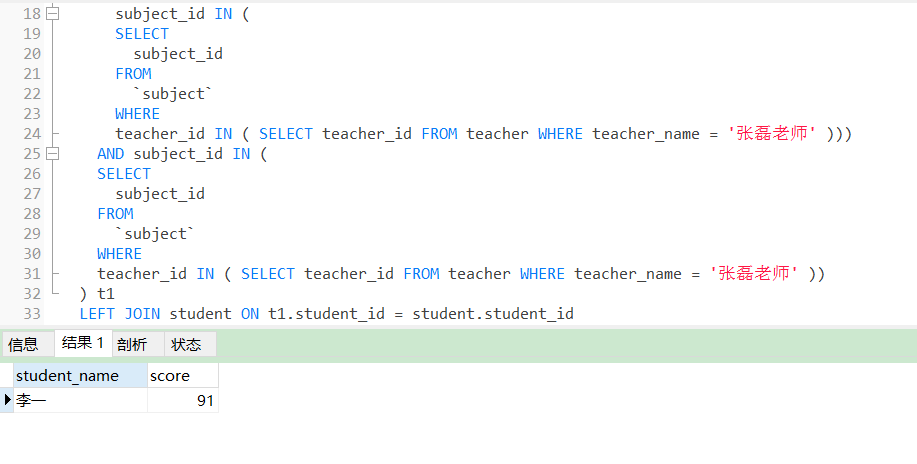 18 subject_id IN (
19 SELECT
20 subject_id
21 FROM
22 `subject`
23 WHERE
24 teacher_id IN ( SELECT teacher_id FROM teacher WHERE teacher_name = '张磊老师' )))
25 AND subject_id IN (
26 SELECT
27 subject_id
28 FROM
29 `subject`
30 WHERE
31 teacher_id IN ( SELECT teacher_id FROM teacher WHERE teacher_name = '张磊老师' ))
32 ) t1
33 LEFT JOIN student ON t1.student_id = student.student_id
信息 结果 1 剖析 状态
student_name score
李一 91